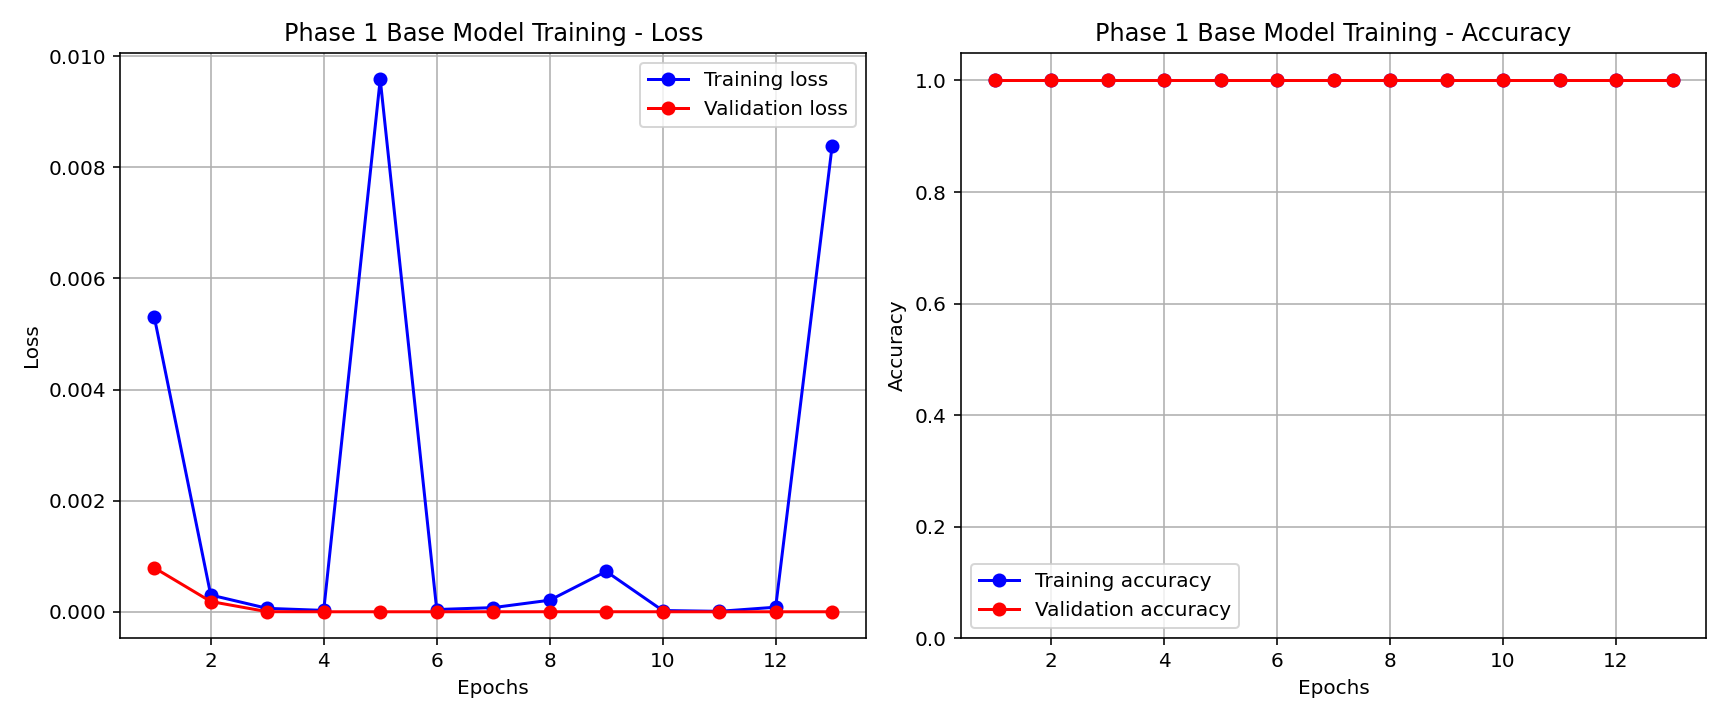 Phase 1 Base Model Training - Loss
0.010
0.008
0.006
0.004
0.002
0.000
Loss
2 4 6 8 10 12
Epochs
Training loss
Validation loss
Phase 1 Base Model Training - Accuracy
1.0
0.8
0.6
0.4
0.2
0.0
Accuracy
Training accuracy
Validation accuracy
2 4 6 8 10 12
Epochs